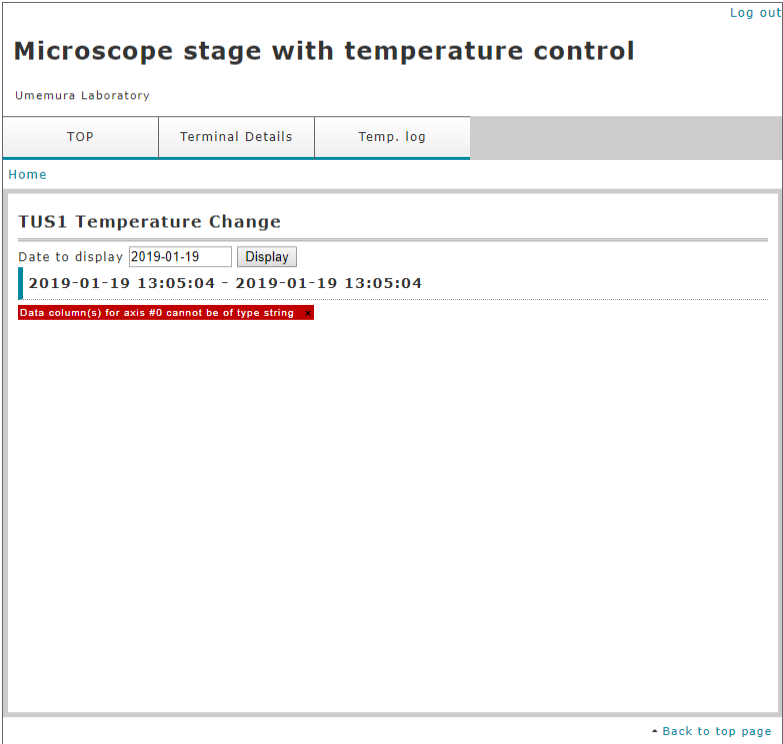 Log out
Microscope stage with temperature control
Umemura Laboratory
TOP Terminal Details Temp. log
Home
TUS1 Temperature Change
Date to display 2019-01-19 Display
2019-01-19 13:05:04 - 2019-01-19 13:05:04
Data column(s) for axis #0 cannot be of type string ×
Back to top page